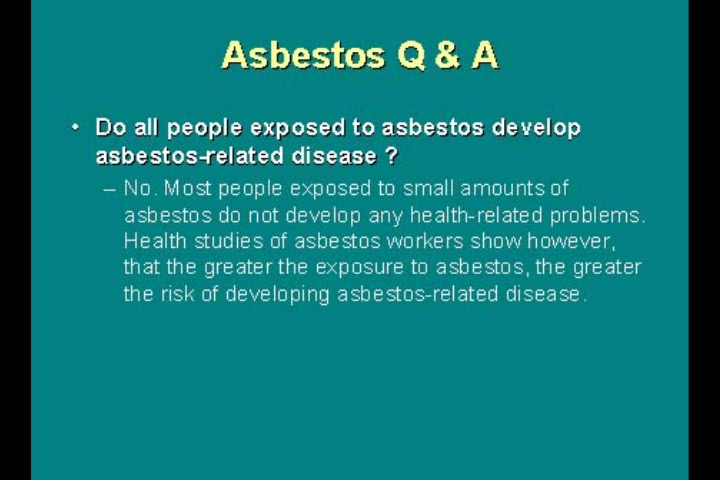 Asbestos Q & A
• Do all people exposed to asbestos develop
asbestos-related disease ?
– No. Most people exposed to small amounts of
asbestos do not develop any health-related problems.
Health studies of asbestos workers show however,
that the greater the exposure to asbestos, the greater
the risk of developing asbestos-related disease.